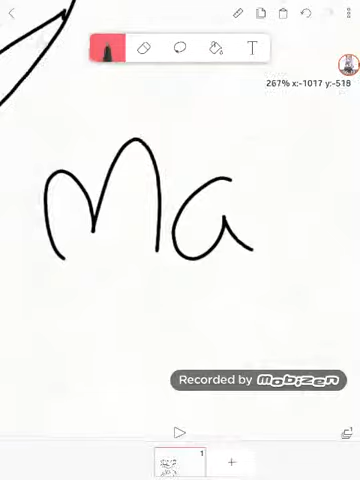 T
267% x:-1017 y:-518
Ma
Recorded by Mobizen
1
+